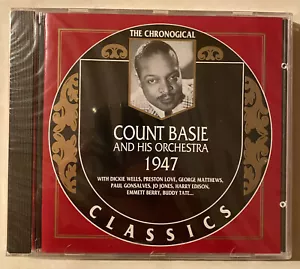 THE CHRONOGICAL
COUNT BASIE
AND HIS ORCHESTRA
1947
WITH DICKIE WELLS, PRESTON LOVE, GEORGE MATTHEWS,
PAUL GONSALVES, JO JONES, HARRY EDISON,
EMMETT BERRY, BUDDY TATE...
CLASSICS